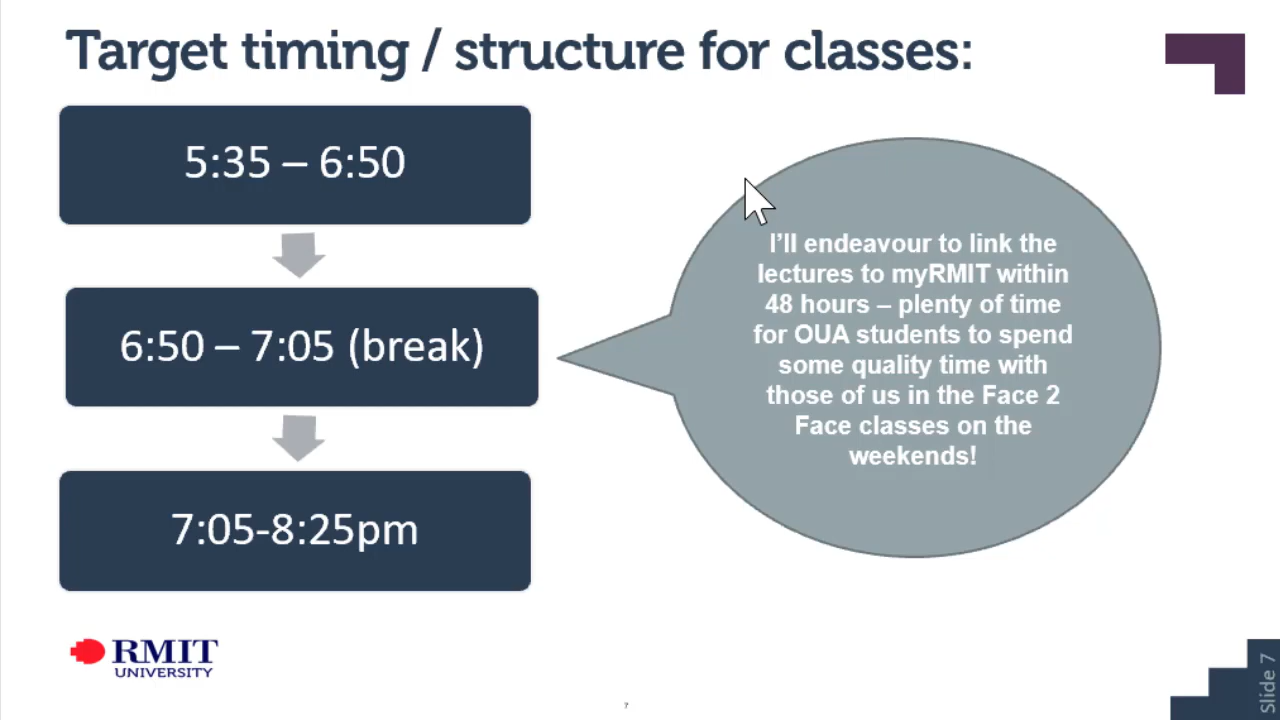 Target timing / structure for classes:
5:35 – 6:50
6:50 – 7:05 (break)
7:05-8:25pm
I’ll endeavour to link the
lectures to myRMIT within
48 hours – plenty of time
for OUA students to spend
some quality time with
those of us in the Face 2
Face classes on the
weekends!
RMIT
UNIVERSITY
7
Slide 7